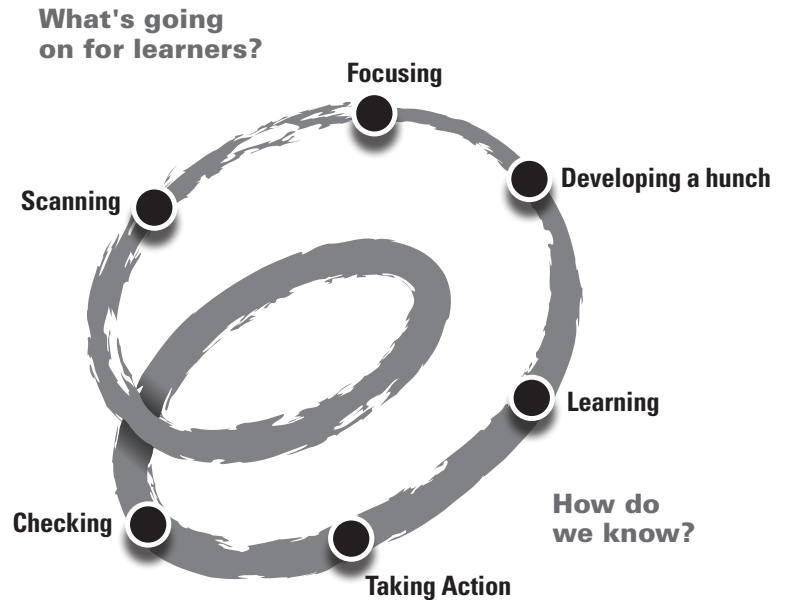 What's going
on for learners?
Focusing
Developing a hunch
Scanning
Learning
How do
we know?
Checking
Taking Action